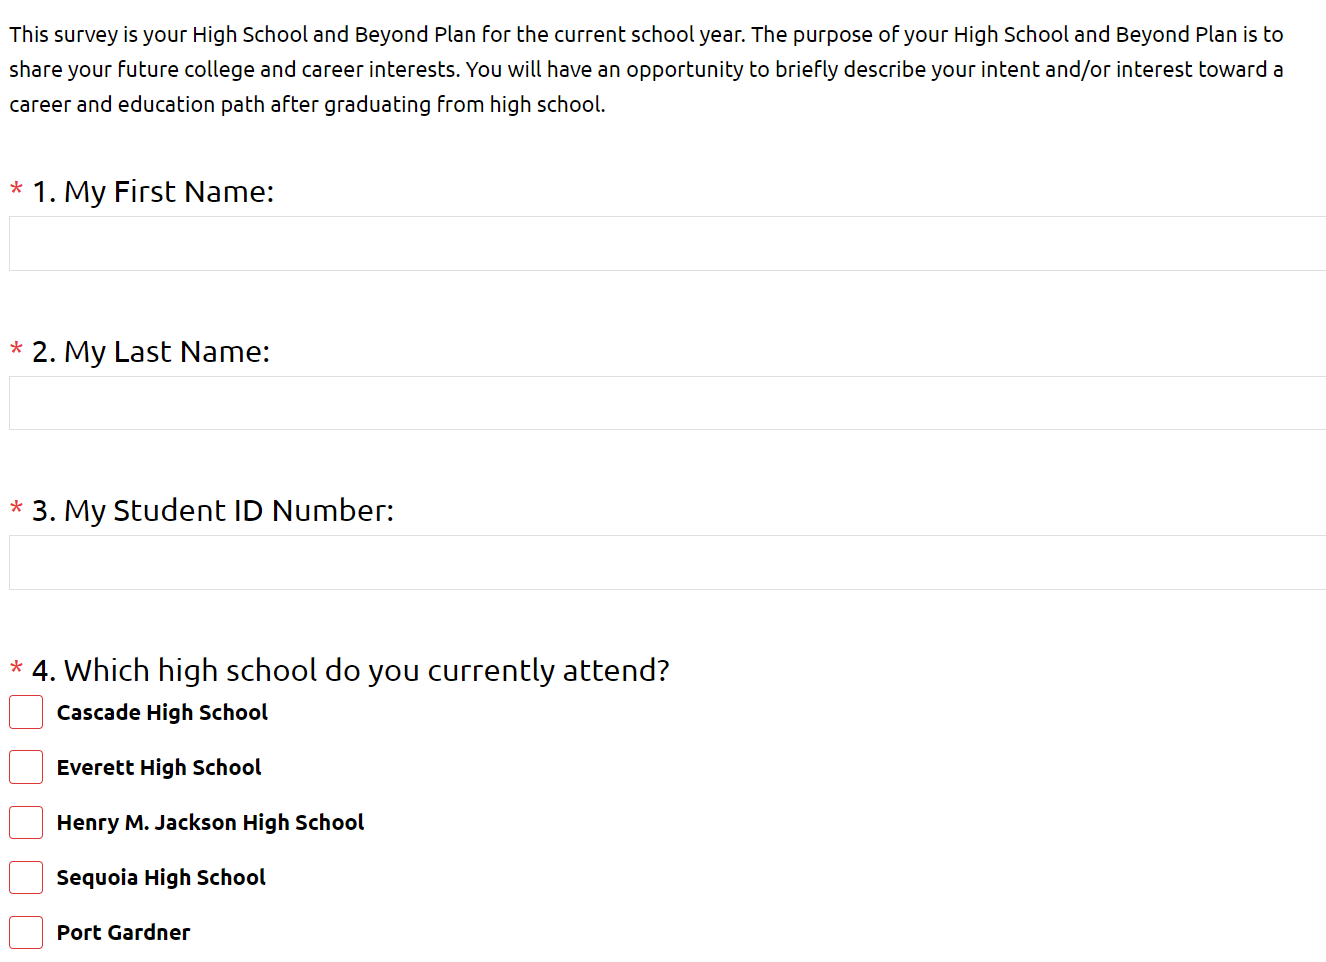 This survey is your High School and Beyond Plan for the current school year. The purpose of your High School and Beyond Plan is to
share your future college and career interests. You will have an opportunity to briefly describe your intent and/or interest toward a
career and education path after graduating from high school.
* 1. My First Name:
* 2. My Last Name:
* 3. My Student ID Number:
* 4. Which high school do you currently attend?
Cascade High School
Everett High School
Henry M. Jackson High School
Sequoia High School
Port Gardner